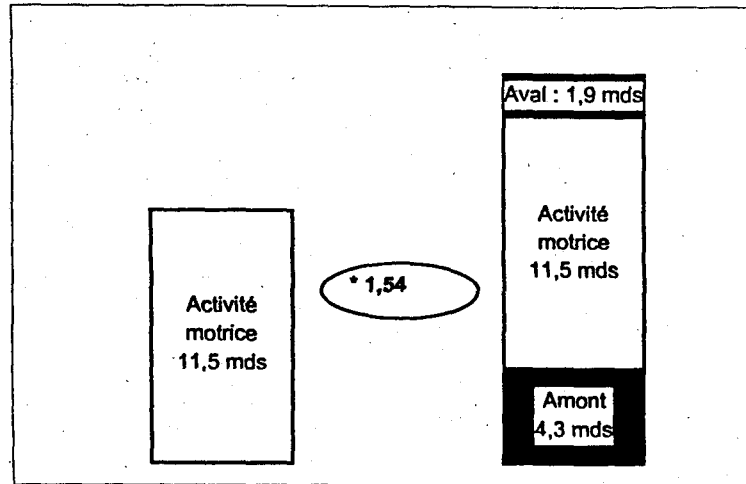 Aval : 1,9 mds
Activité
motrice
11,5 mds
* 1,54
Activité
motrice
11,5 mds
Amont
4,3 mds